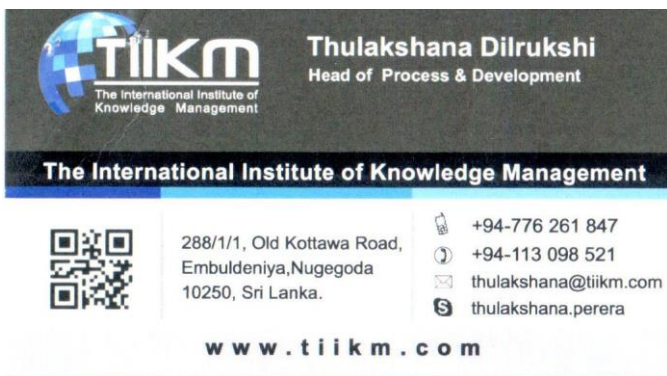 TIIKM
The International Institute of
Knowledge Management
Thulakshana Dilrukshi
Head of Process & Development
The International Institute of Knowledge Management
288/1/1, Old Kottawa Road,
Embuldeniya,Nugegoda
10250, Sri Lanka.
+94-776 261 847
+94-113 098 521
thulakshana@tiikm.com
thulakshana.perera
www.tiikm.com